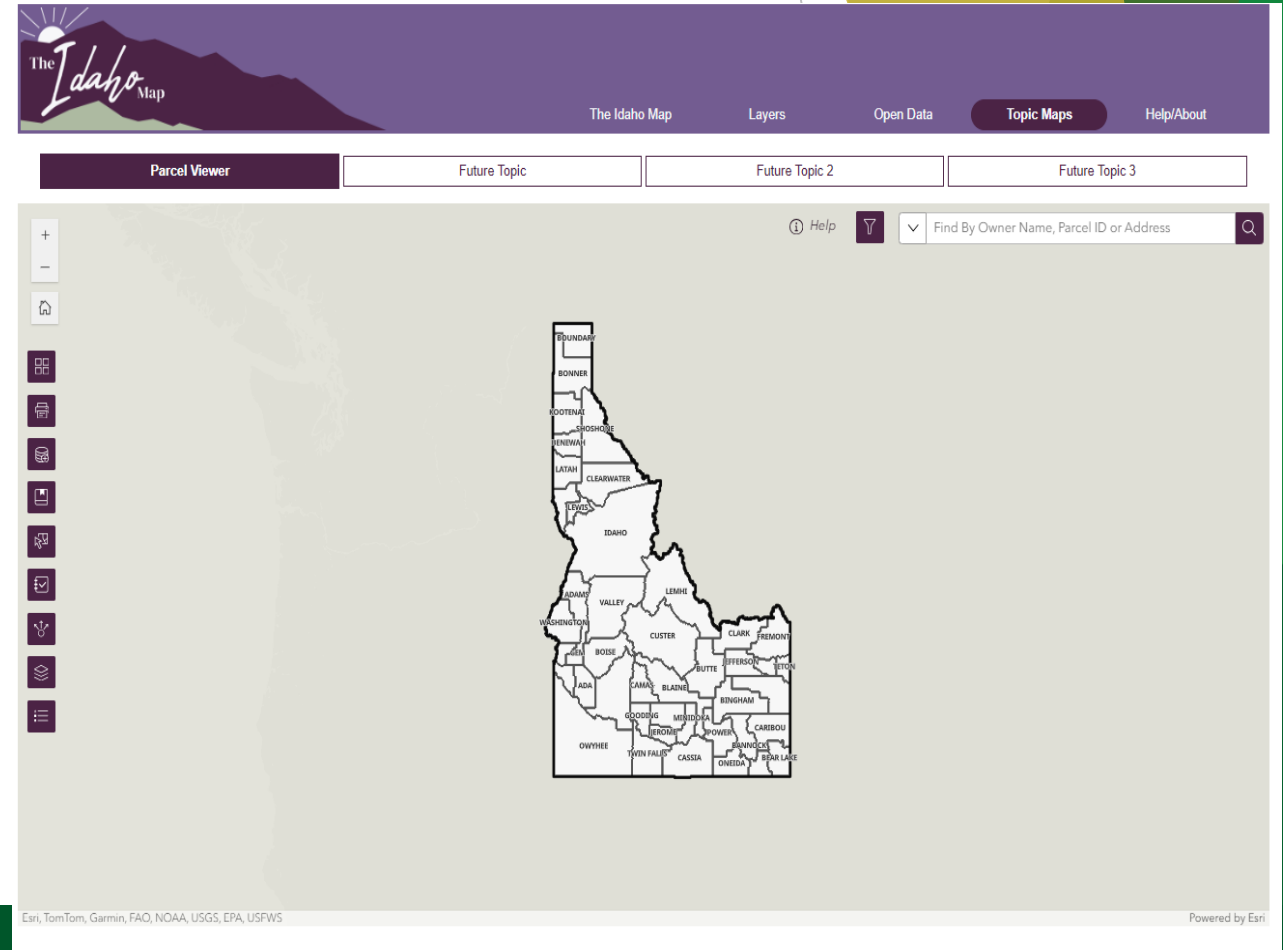 The Idaho Map
The Idaho Map Layers Open Data Topic Maps Help/About
Parcel Viewer Future Topic Future Topic 2 Future Topic 3
Help
Find By Owner Name, Parcel ID or Address
BOUNDARY
BONNER
KOOTENAI
SHOSHONE
BENEWAH
LATAH
CLEARWATER
LEWIS
IDAHO
ADAMS
VALLEY
LEMHI
WASHINGTON
CUSTER
CLARK
FREMONT
GEM
BOISE
BUTTE
JEFFERSON
TETON
ADA
CAMAS
BLAINE
BINGHAM
GOODING
MINIDOKA
JEROME
POWER
CARIBOU
OWYHEE
TWIN FALLS
CASSIA
BANNOCK
ONEIDA
BEAR LAKE
Esri, TomTom, Garmin, FAO, NOAA, USGS, EPA, USFWS
Powered by Esri